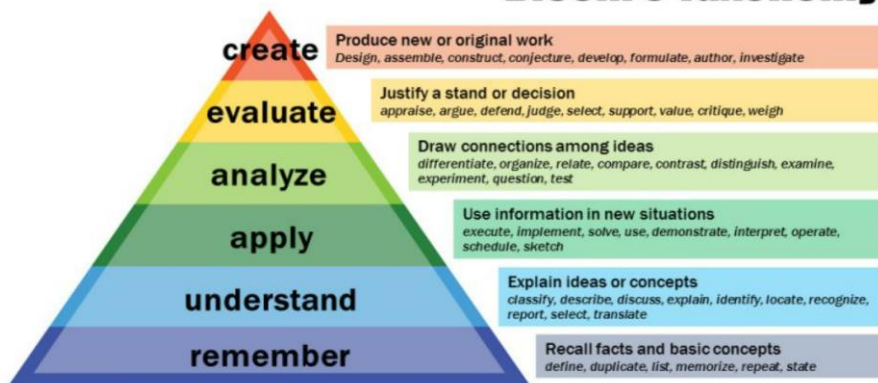 create
Produce new or original work
Design, assemble, construct, conjecture, develop, formulate, author, investigate
evaluate
Justify a stand or decision
appraise, argue, defend, judge, select, support, value, critique, weigh
analyze
Draw connections among ideas
differentiate, organize, relate, compare, contrast, distinguish, examine,
experiment, question, test
apply
Use information in new situations
execute, implement, solve, use, demonstrate, interpret, operate,
schedule, sketch
understand
Explain ideas or concepts
classify, describe, discuss, explain, identify, locate, recognize,
report, select, translate
remember
Recall facts and basic concepts
define, duplicate, list, memorize, repeat, state